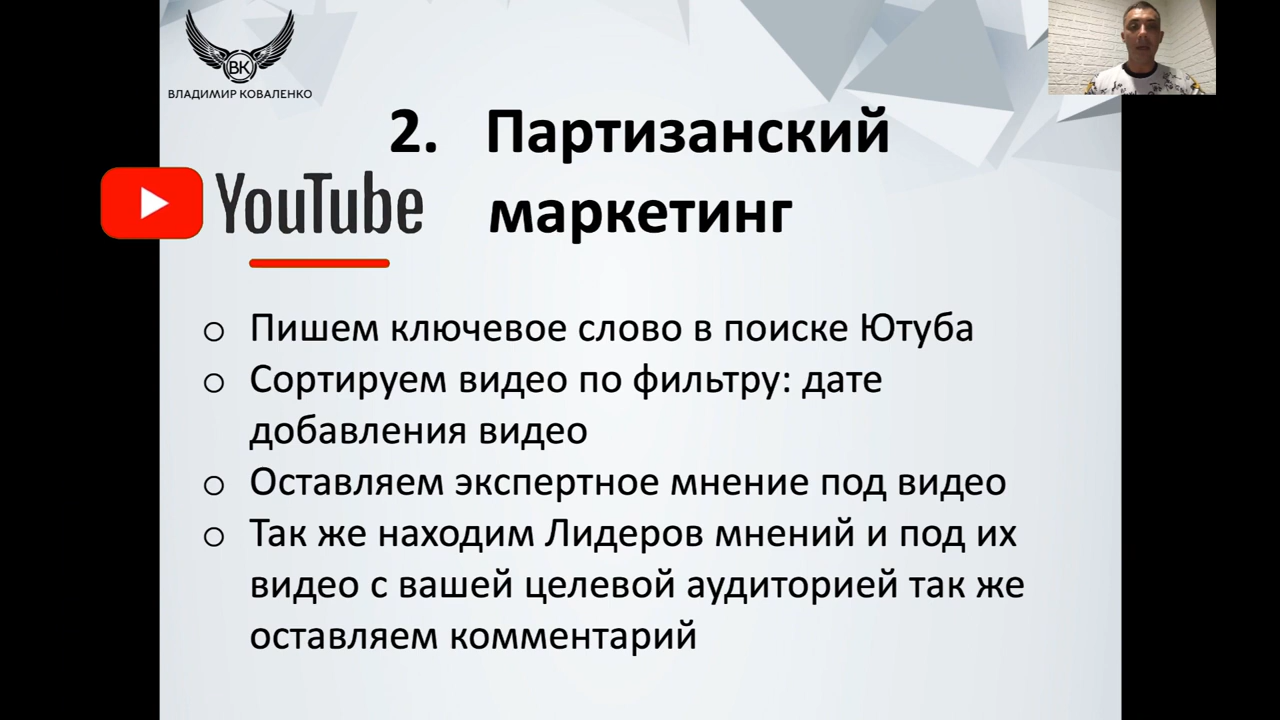 ВК
ВЛАДИМИР КОВАЛЕНКО
2. Партизанский
YouTube
маркетинг
Пишем ключевое слово в поиске Ютуба
Сортируем видео по фильтру: дате
добавления видео
Оставляем экспертное мнение под видео
Так же находим Лидеров мнений и под их
видео с вашей целевой аудиторией так же
оставляем комментарий